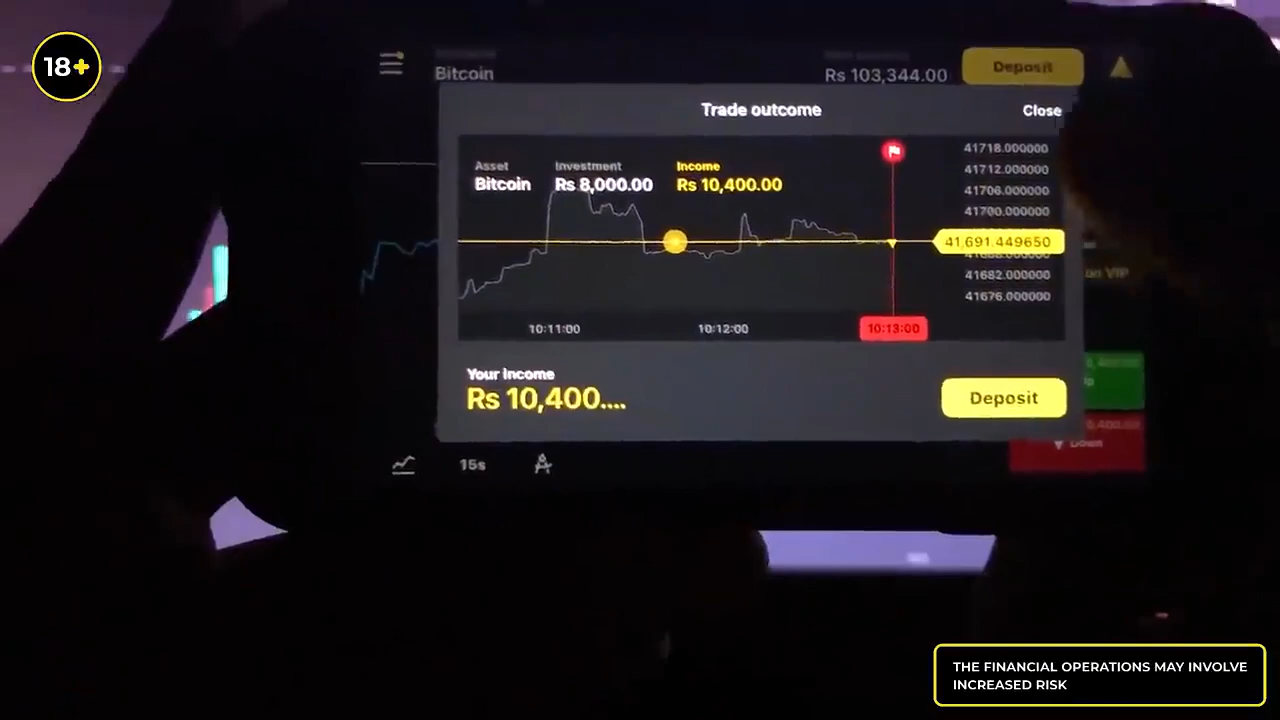 18+
Bitcoin
Rs 103,344.00
Deposit
Trade outcome
Close
Asset
Investment
Income
Bitcoin
Rs 8,000.00
Rs 10,400.00
41718.000000
41712.000000
41706.000000
41700.000000
41,691.449650
41682.000000
41676.000000
10:11:00
10:12:00
10:13:00
Your income
Rs 10,400....
Deposit
VIP
Down
15s
THE FINANCIAL OPERATIONS MAY INVOLVE
INCREASED RISK